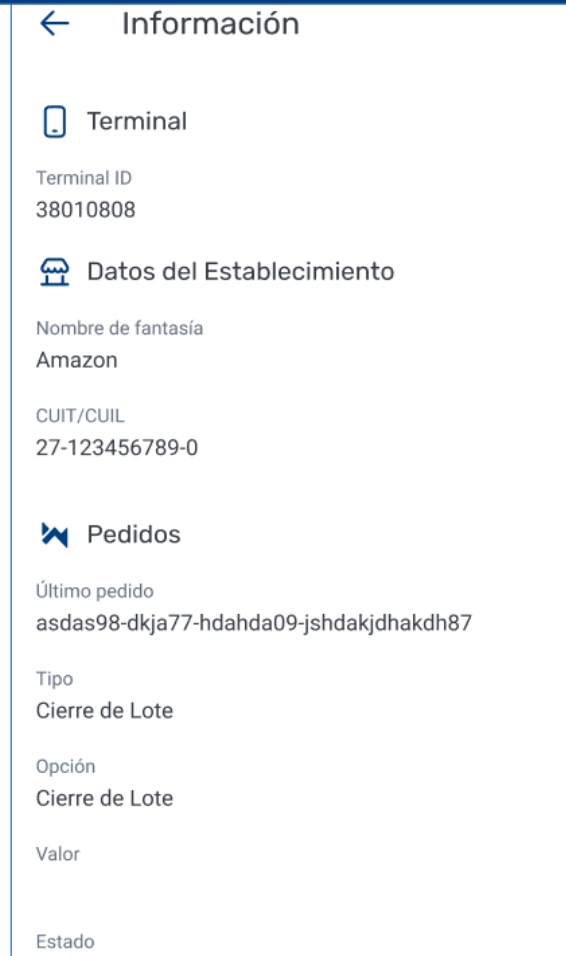 Información
Terminal
Terminal ID
38010808
Datos del Establecimiento
Nombre de fantasía
Amazon
CUIT/CUIL
27-123456789-0
Pedidos
Último pedido
asdas98-dkja77-hdahda09-jshdakjdhakdh87
Tipo
Cierre de Lote
Opción
Cierre de Lote
Valor
Estado